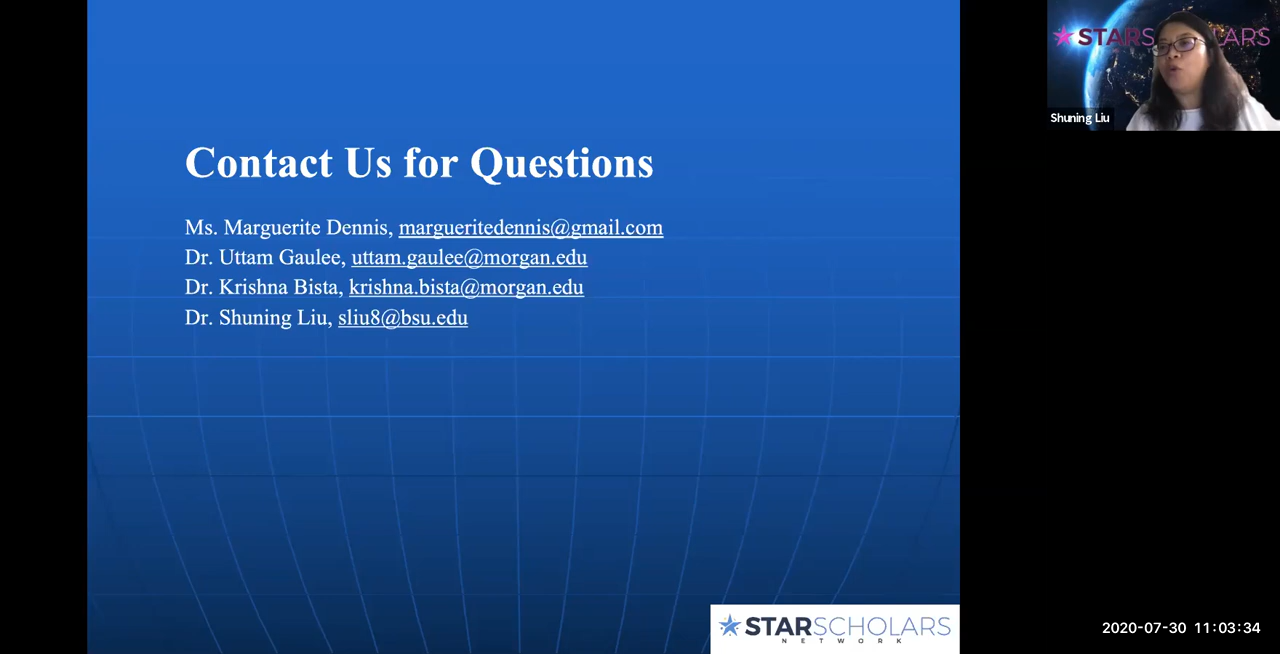 Contact Us for Questions
Ms. Marguerite Dennis, margueritedennis@gmail.com
Dr. Uttam Gaulee, uttam.gaulee@morgan.edu
Dr. Krishna Bista, krishna.bista@morgan.edu
Dr. Shuning Liu, sliu8@bsu.edu
STARSCHOLARS
NETWORK
STARS LARS
Shuning Liu
2020-07-30 11:03:34